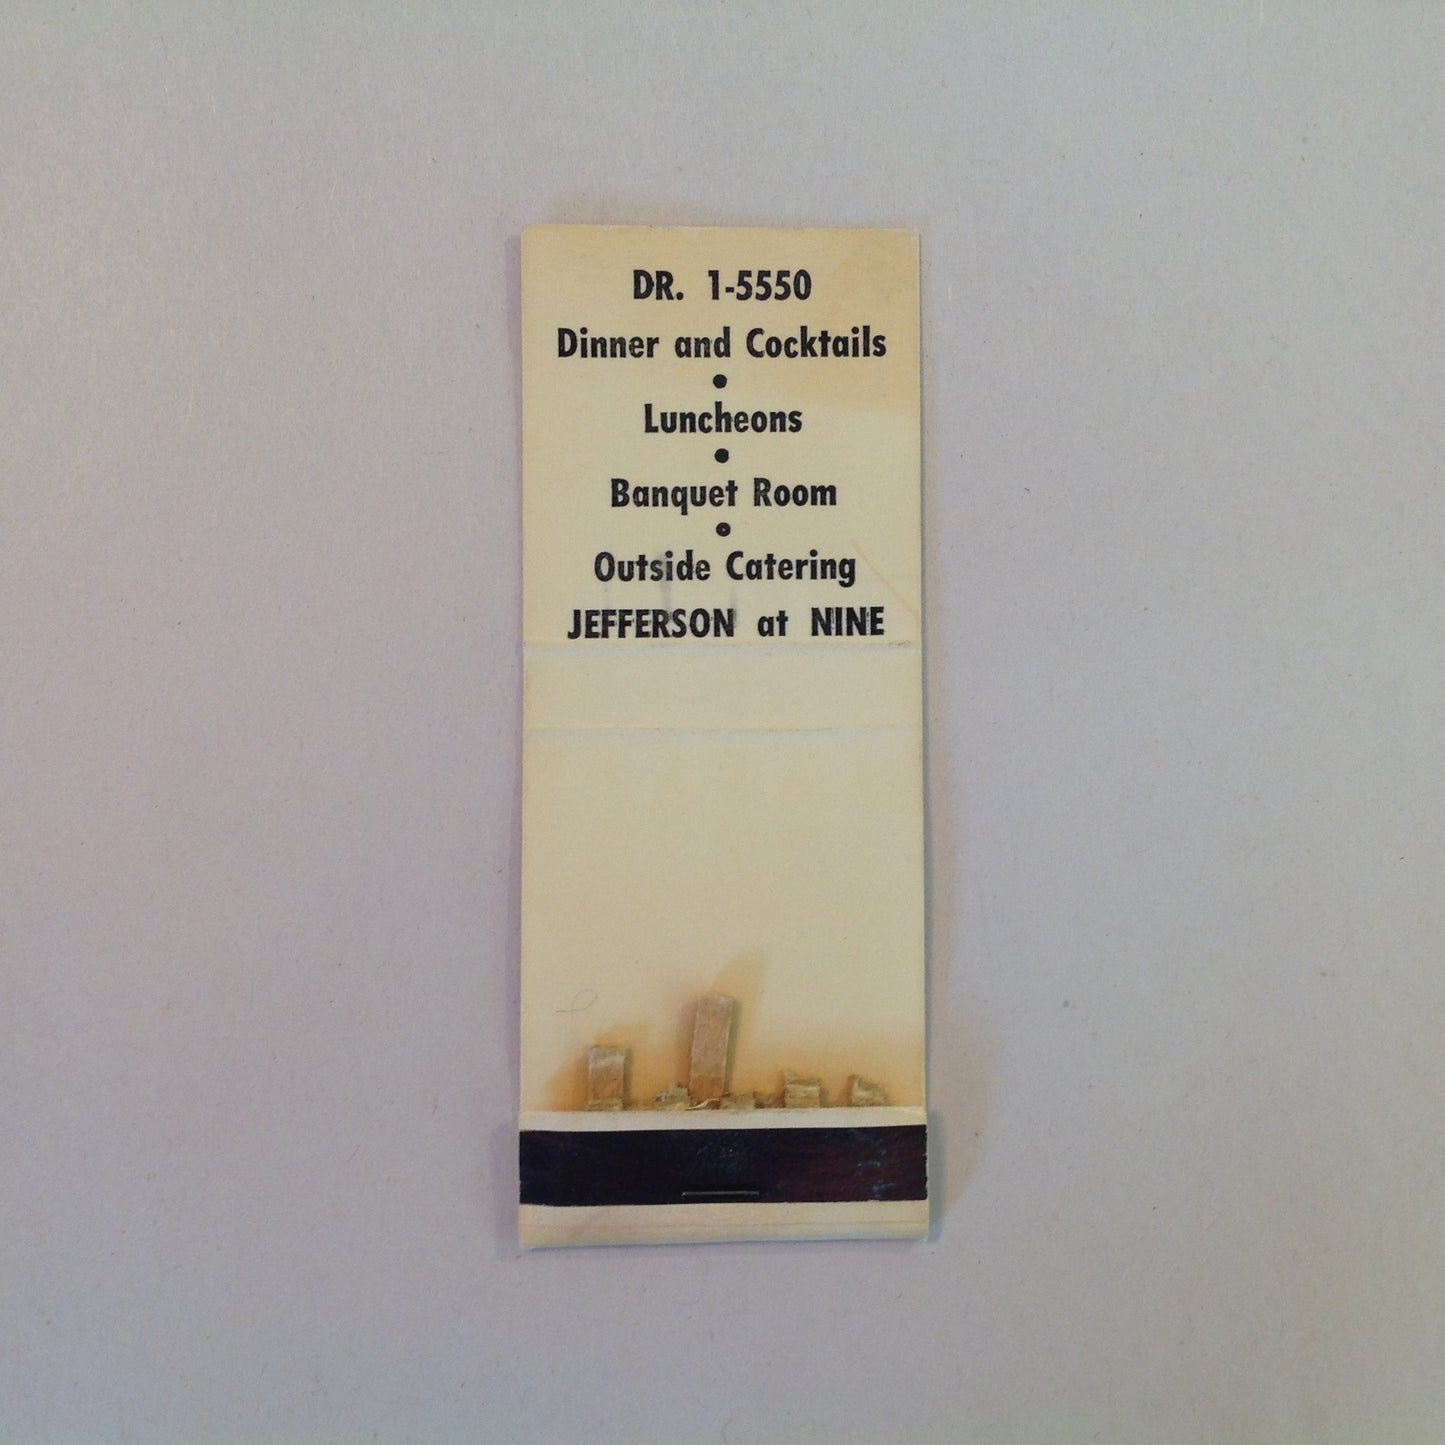 DR. 1-5550
Dinner and Cocktails
•
Luncheons
•
Banquet Room
•
Outside Catering
JEFFERSON at NINE